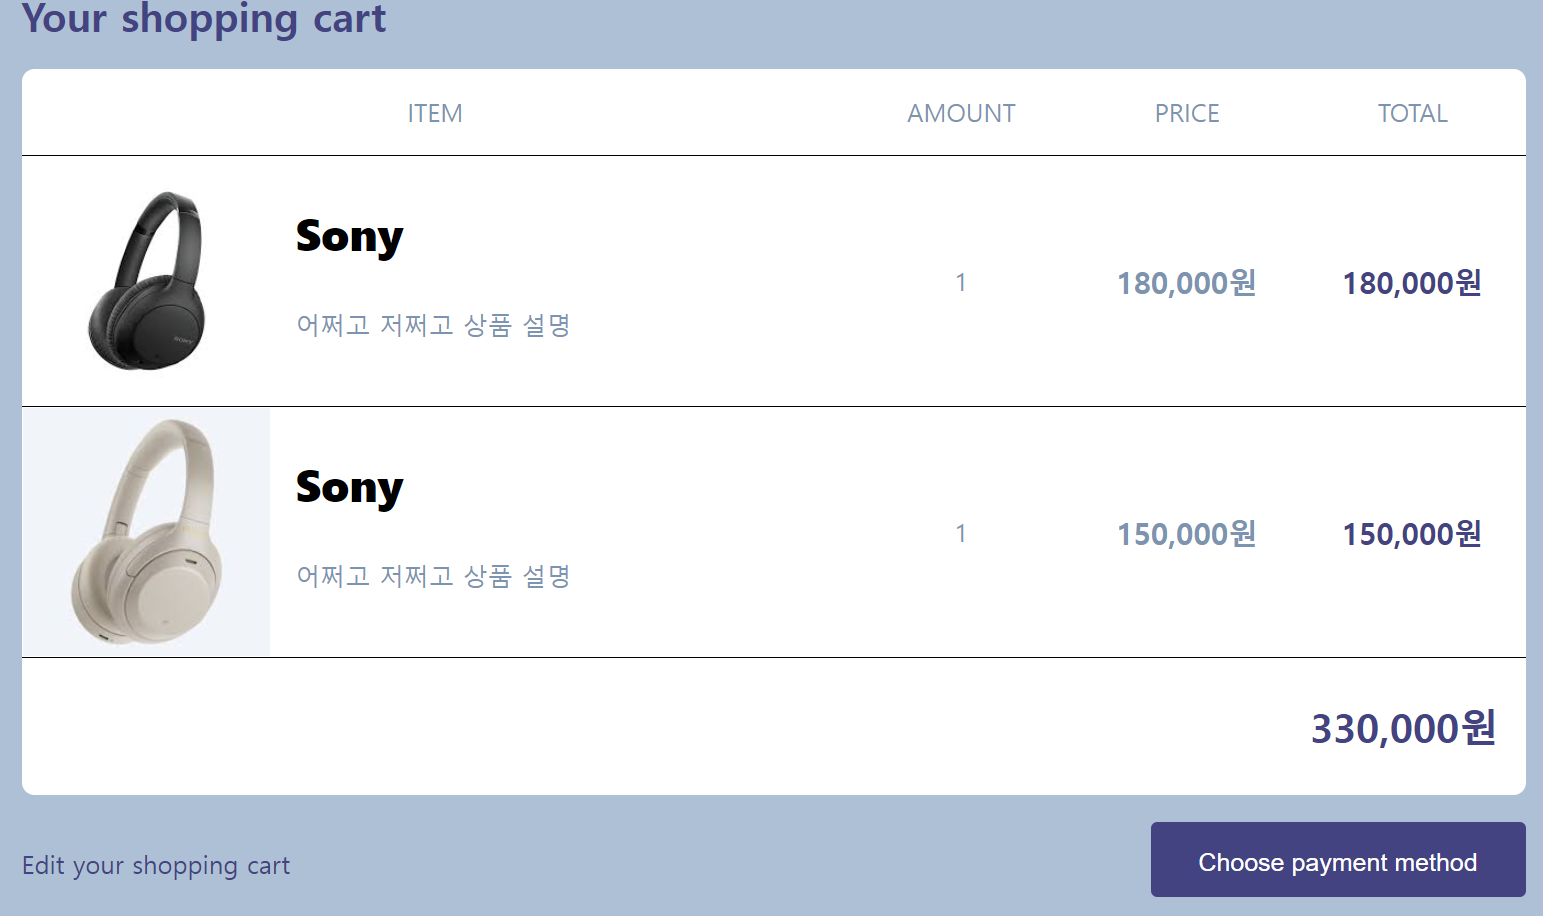 Your shopping cart
ITEM AMOUNT PRICE TOTAL
SONY
Sony
어쩌고 저쩌고 상품 설명
1 180,000원 180,000원
Sony
어쩌고 저쩌고 상품 설명
1 150,000원 150,000원
330,000원
Edit your shopping cart
Choose payment method